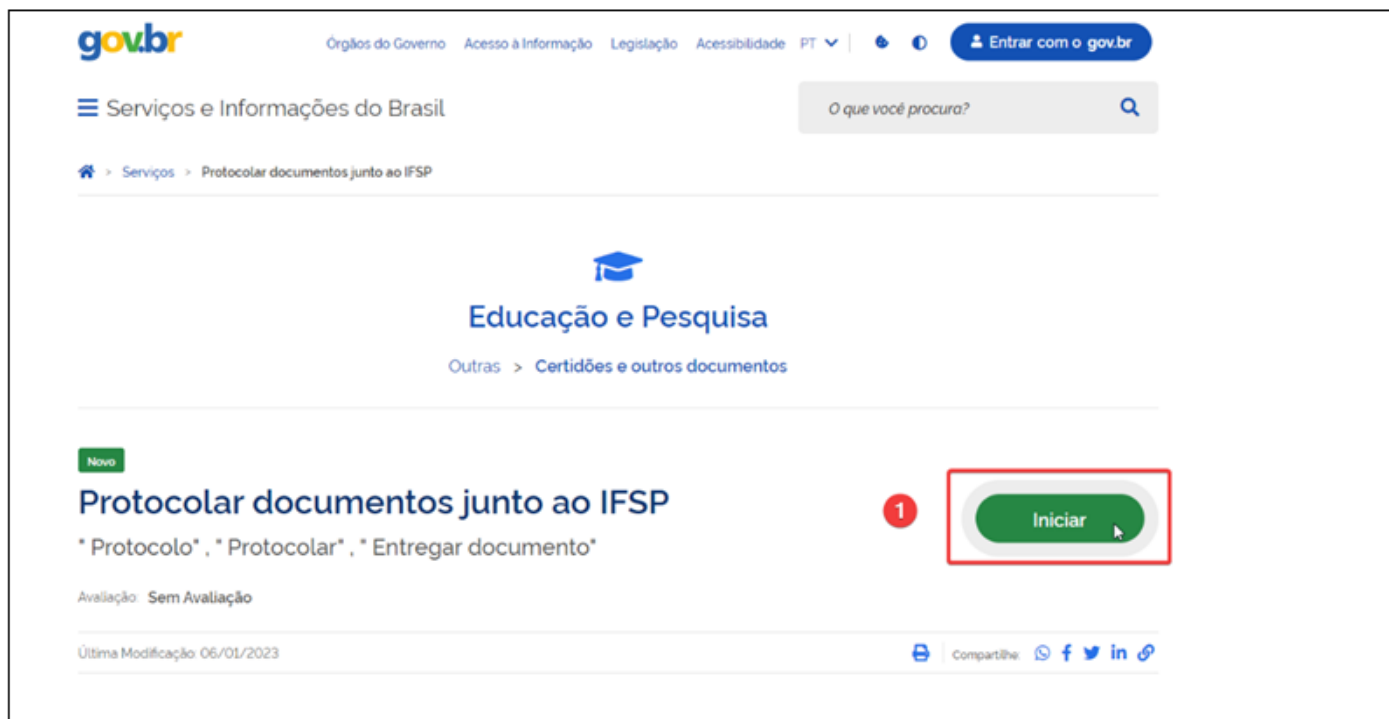 gov.br
Órgãos do Governo Acesso à Informação Legislação Acessibilidade PT Entrar com o gov.br
Serviços e Informações do Brasil O que você procura?
> Serviços > Protocolar documentos junto ao IFSP
Educação e Pesquisa
Outras > Certidões e outros documentos
Novo
Protocolar documentos junto ao IFSP
1
Iniciar
" Protocolo" , " Protocolar" , " Entregar documento"
Avaliação: Sem Avaliação
Última Modificação: 06/01/2023 Compartilhe: